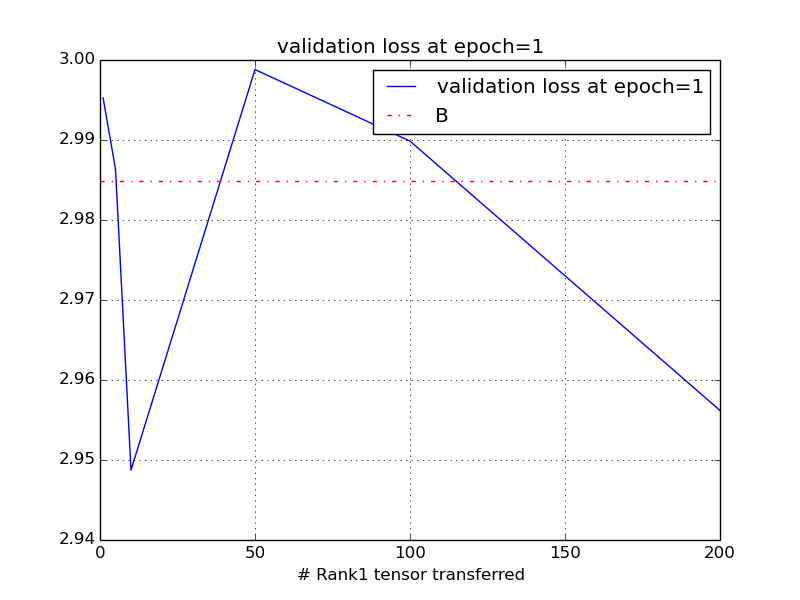 validation loss at epoch=1
3.00
2.99
2.98
2.97
2.96
2.95
2.94
validation loss at epoch=1
B
0 50 100 150 200
# Rank1 tensor transferred